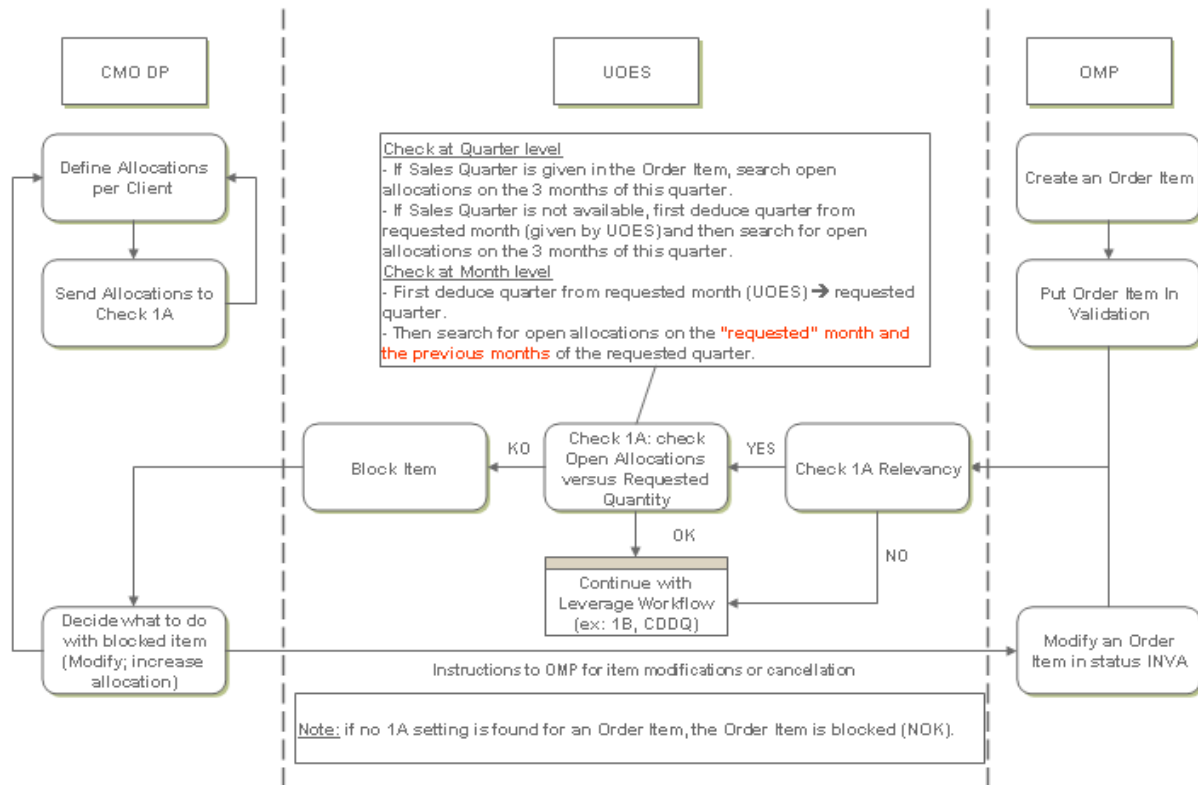 CMO DP
UOES
OMP
Define Allocations
per Client
Send Allocations to
Check 1A
Check at Quarter level
- If Sales Quarter is given in the Order Item, search open
allocations on the 3 months of this quarter.
- If Sales Quarter is not available, first deduce quarter from
requested month (given by UOES) and then search for open
allocations on the 3 months of this quarter.
Check at Month level
- First deduce quarter from requested month (UOES) ➔ requested
quarter.
- Then search for open allocations on the "requested" month and
the previous months of the requested quarter.
Create an Order Item
Put Order Item In
Validation
Block Item
KO
Check 1A: check
Open Allocations
versus Requested
Quantity
YES
Check 1A Relevancy
OK
NO
Continue with
Leverage Workflow
(ex: 1B, CDDQ)
Decide what to do
with blocked item
(Modify; increase
allocation)
Instructions to OMP for item modifications or cancellation
Modify an Order
Item in status INVA
Note: if no 1A setting is found for an Order Item, the Order Item is blocked (NOK).